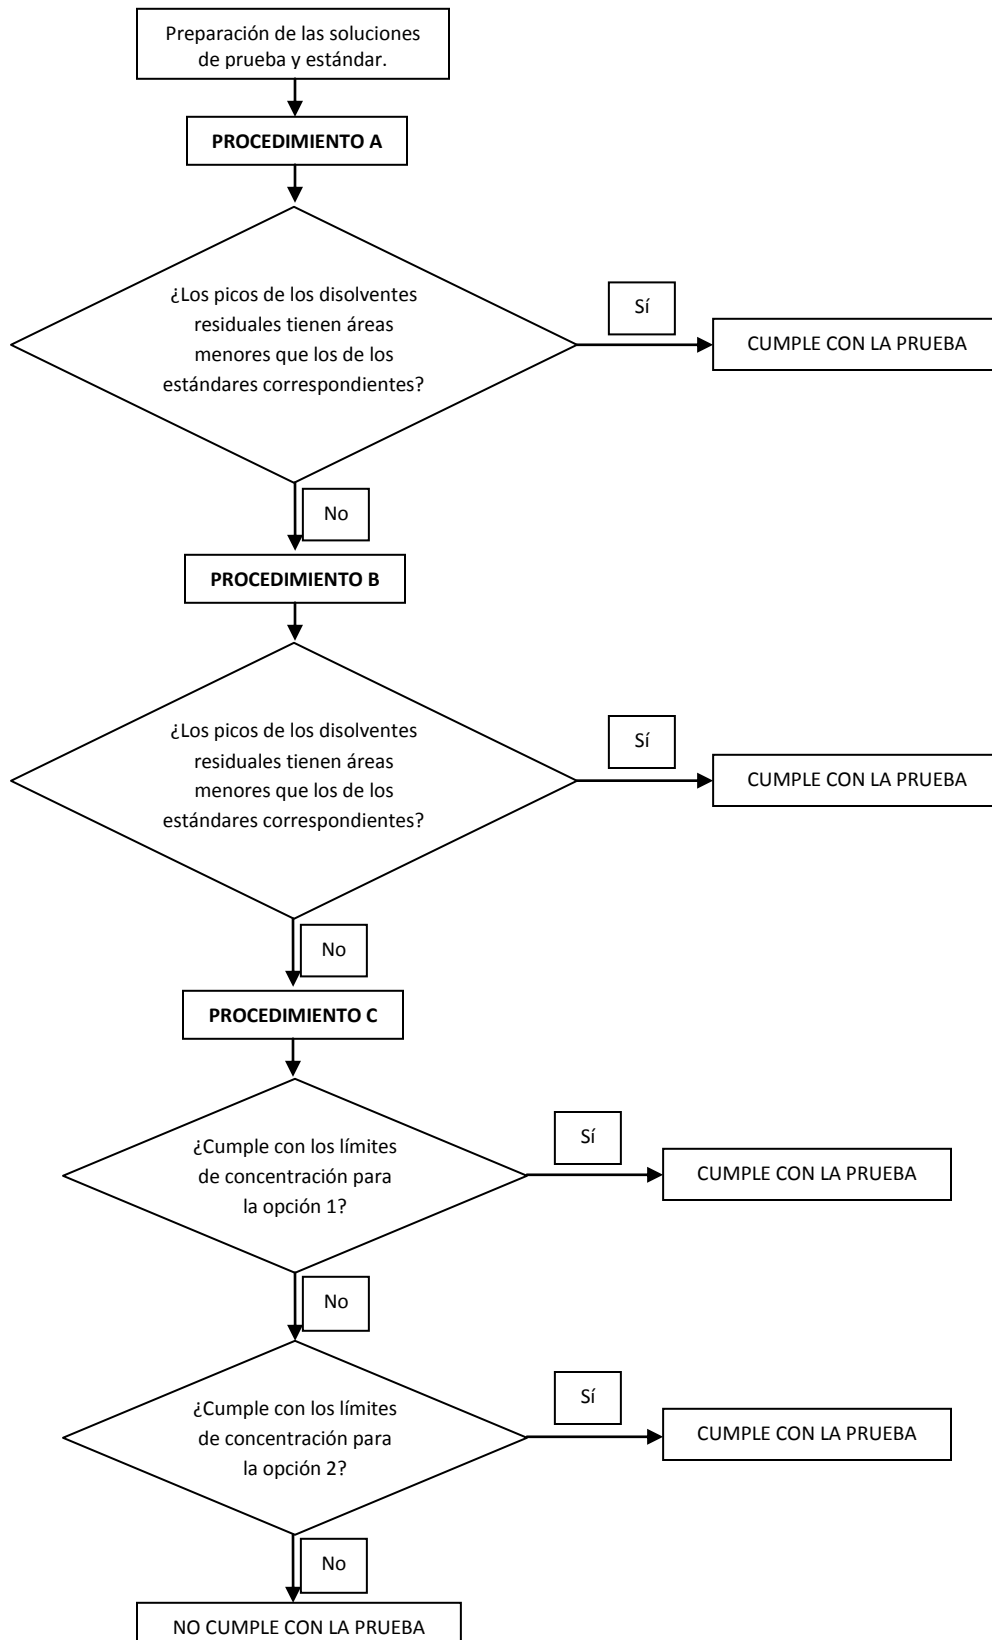 Preparación de las soluciones
de prueba y estándar.
PROCEDIMIENTO A
¿Los picos de los disolventes
residuales tienen áreas
menores que los de los
estándares correspondientes?
Sí
CUMPLE CON LA PRUEBA
No
PROCEDIMIENTO B
¿Los picos de los disolventes
residuales tienen áreas
menores que los de los
estándares correspondientes?
Sí
CUMPLE CON LA PRUEBA
No
PROCEDIMIENTO C
¿Cumple con los límites
de concentración para
la opción 1?
Sí
CUMPLE CON LA PRUEBA
No
¿Cumple con los límites
de concentración para
la opción 2?
Sí
CUMPLE CON LA PRUEBA
No
NO CUMPLE CON LA PRUEBA